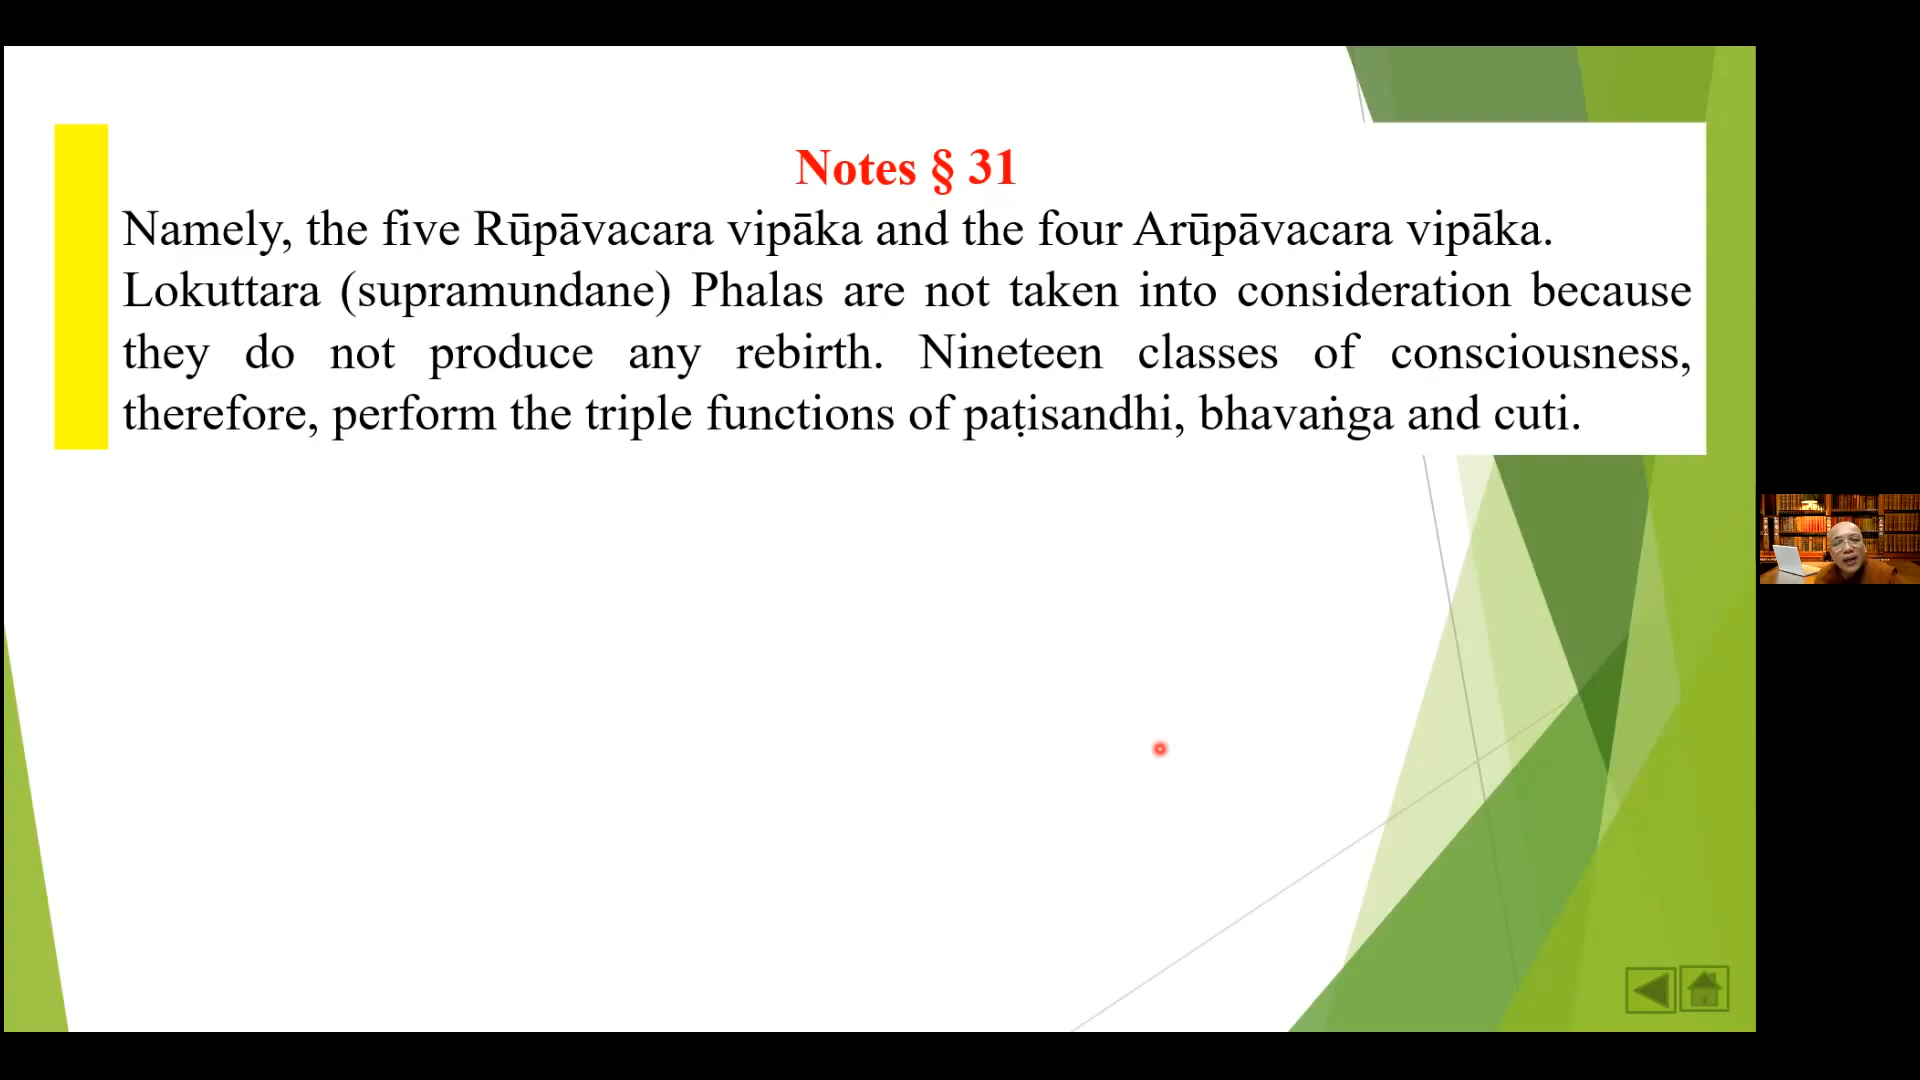 Notes § 31
Namely, the five Rūpāvacara vipāka and the four Arūpāvacara vipāka.
Lokuttara (supramundane) Phalas are not taken into consideration because
they do not produce any rebirth. Nineteen classes of consciousness,
therefore, perform the triple functions of paṭisandhi, bhavaṅga and cuti.